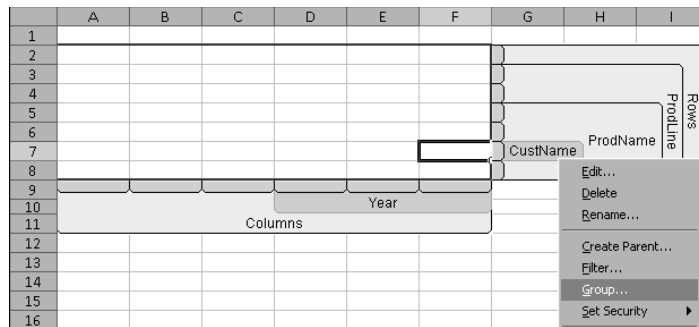 A B C D E F G H I
1
2
3
4
5
6
7
8
9
10
11
12
13
14
15
16
Rows
ProdLine
ProdName
CustName
Year
Columns
Edit...
Delete
Rename...
Create Parent...
Filter...
Group...
Set Security